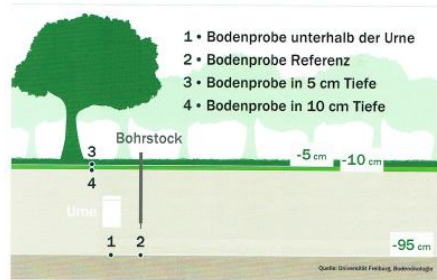 1 • Bodenprobe unterhalb der Urne
2 • Bodenprobe Referenz
3 • Bodenprobe in 5 cm Tiefe
4 • Bodenprobe in 10 cm Tiefe
Bohrstock
3
4
-5 cm
-10 cm
Urne
1
2
-95 cm
Quelle: Universität Freiburg, Bodenökologie